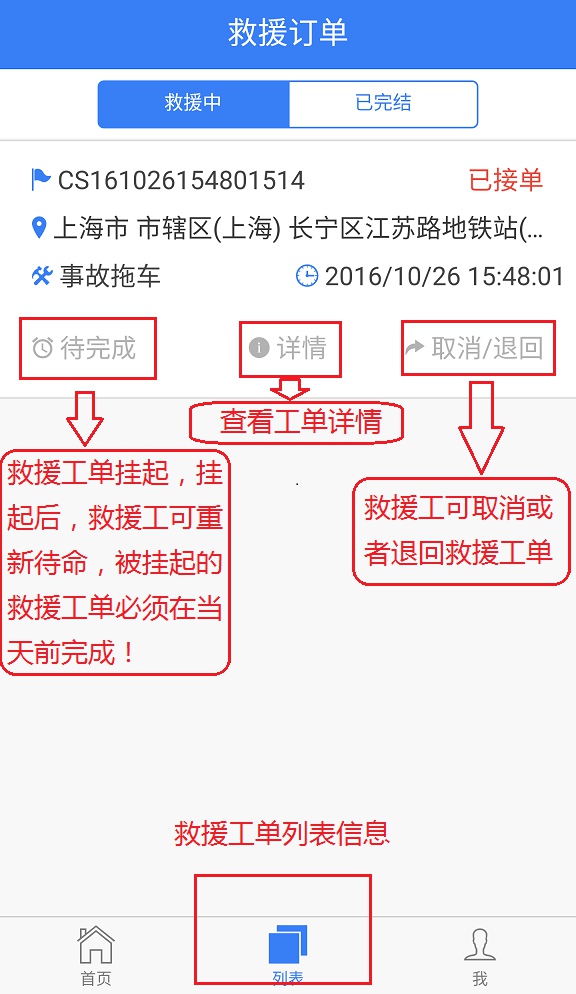 救援订单
救援中
已完结
CS161026154801514
已接单
上海市 市辖区(上海) 长宁区江苏路地铁站(...
事故拖车
2016/10/26 15:48:01
待完成
详情
取消/退回
查看工单详情
救援工单挂起，挂
起后，救援工可重
新待命，被挂起的
救援工单必须在当
天前完成！
救援工可取消或
者退回救援工单
救援工单列表信息
首页
列表
我